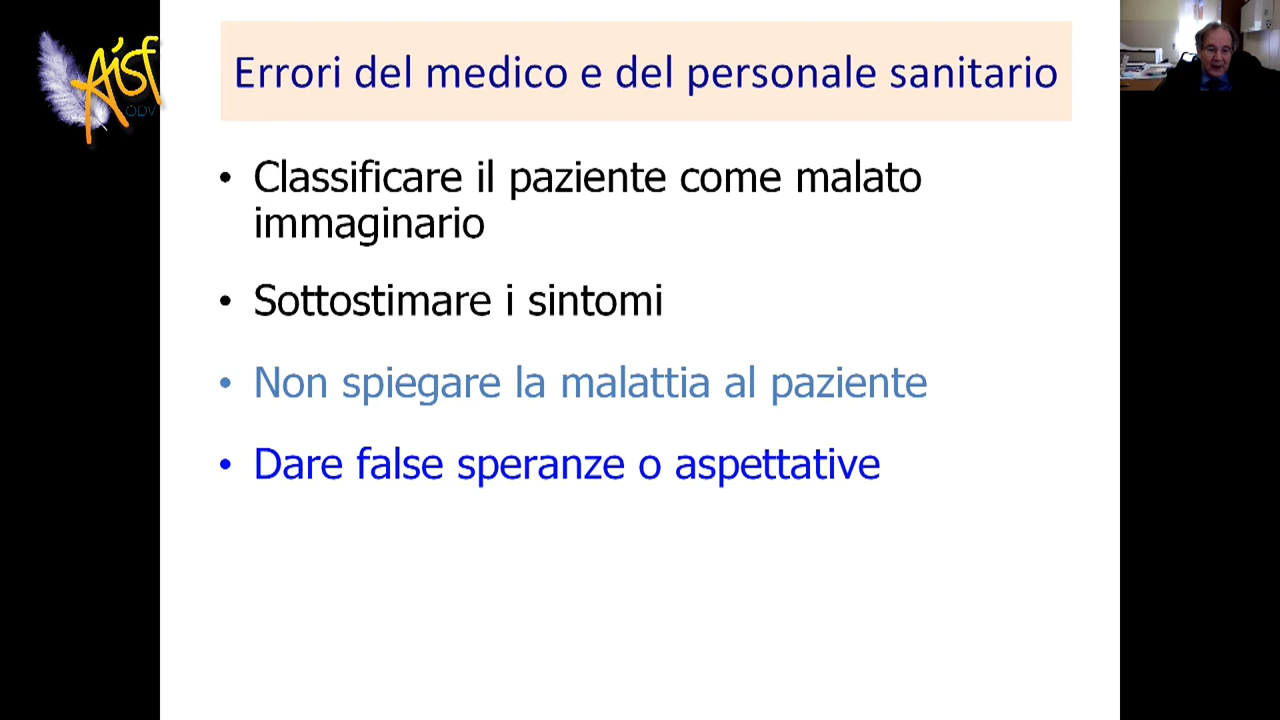 Aisf
ODV
Errori del medico e del personale sanitario
• Classificare il paziente come malato
immaginario
• Sottostimare i sintomi
• Non spiegare la malattia al paziente
• Dare false speranze o aspettative